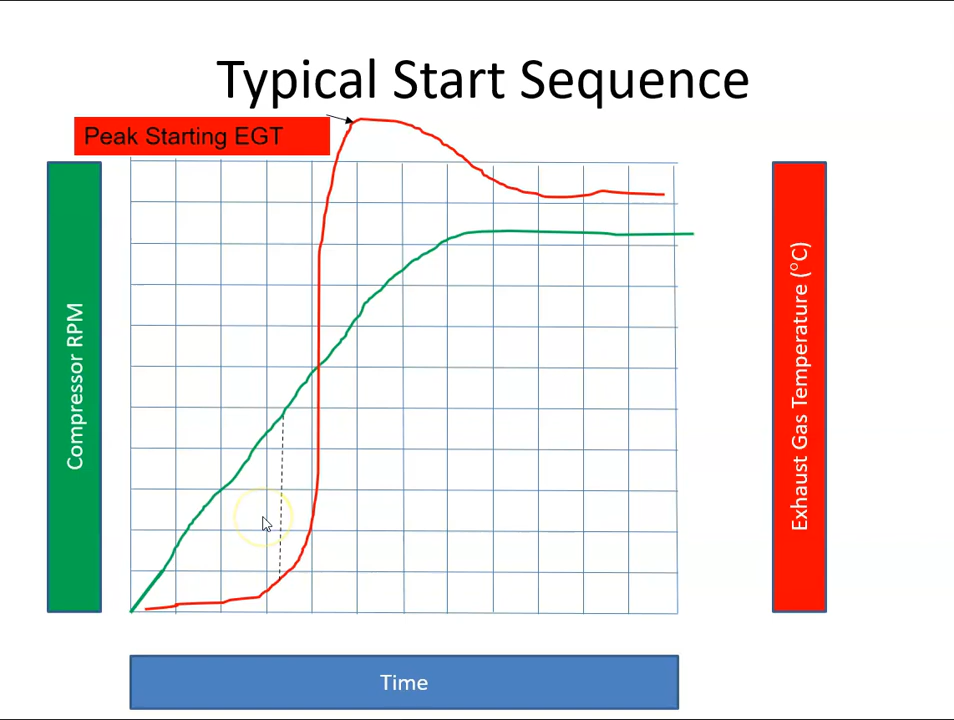 Typical Start Sequence
Peak Starting EGT
Compressor RPM
Exhaust Gas Temperature (°C)
Time